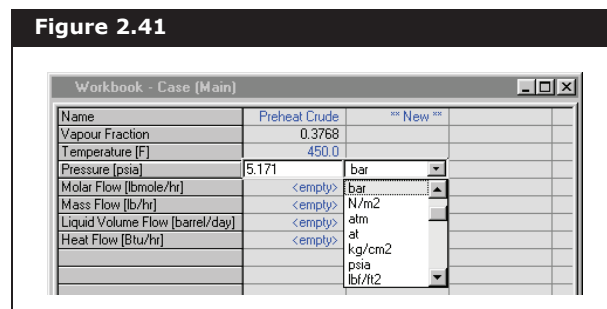 Figure 2.41
Workbook - Case (Main)
Name Preheat Crude ** New **
Vapour Fraction 0.3768
Temperature [F] 450.0
Pressure [psia] 5.171 bar
Molar Flow [lbmole/hr] <empty> bar
Mass Flow [lb/hr] <empty> N/m2
Liquid Volume Flow [barrel/day] <empty> atm
Heat Flow [Btu/hr] <empty> at
kg/cm2
psia
lbf/ft2